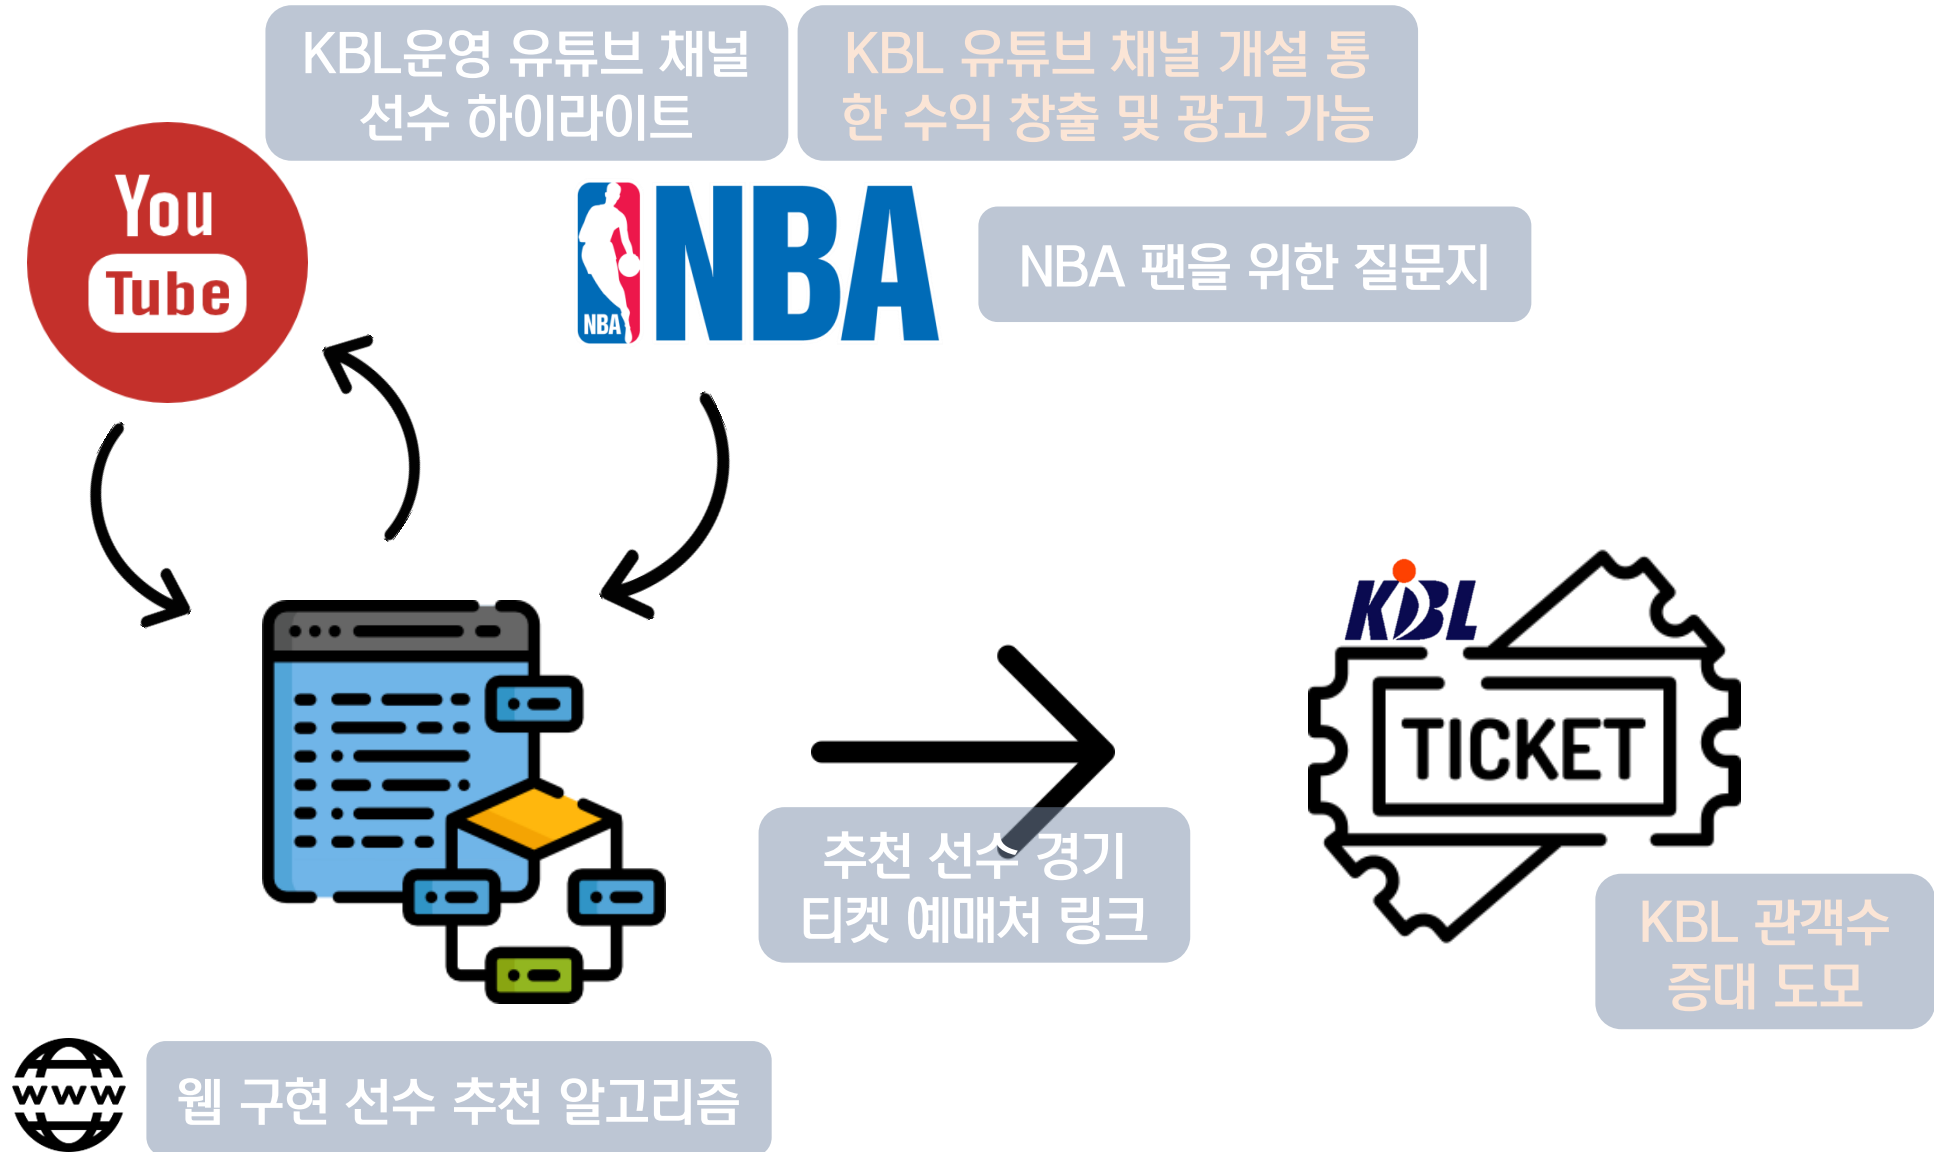 KBL운영 유튜브 채널
선수 하이라이트
KBL 유튜브 채널 개설 통
한 수익 창출 및 광고 가능
You
Tube
NBA
NBA
NBA 팬을 위한 질문지
KBL
TICKET
추천 선수 경기
티켓 예매처 링크
KBL 관객수
증대 도모
www
웹 구현 선수 추천 알고리즘